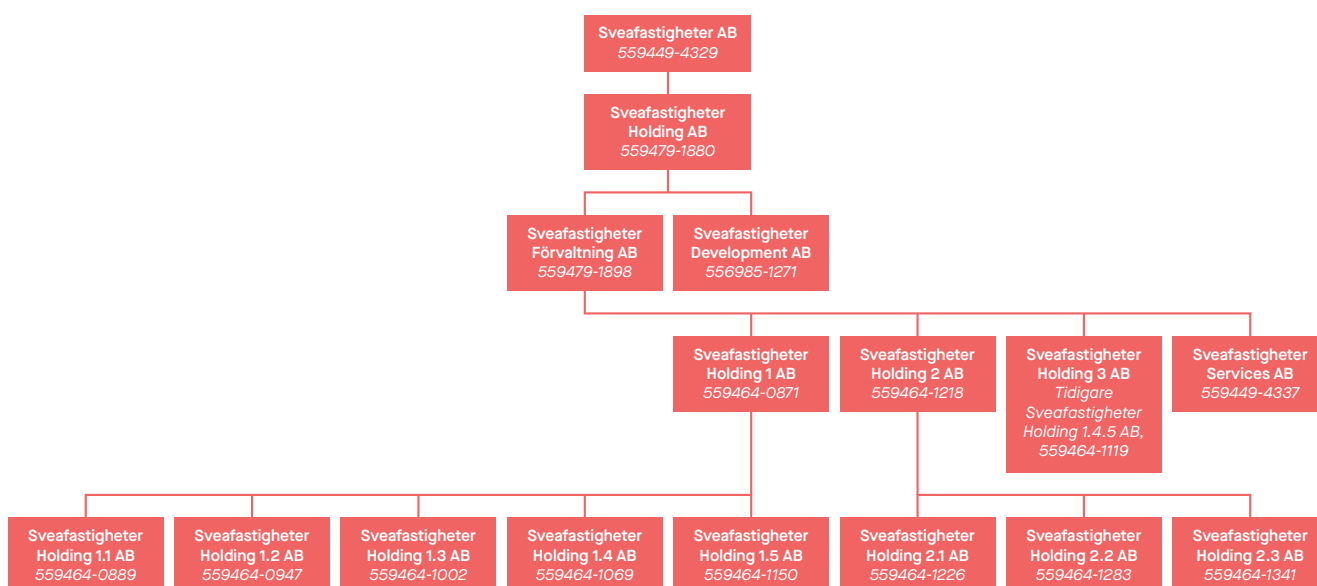 Sveafastigheter AB
559449-4329
Sveafastigheter
Holding AB
559479-1880
Sveafastigheter
Förvaltning AB
559479-1898
Sveafastigheter
Development AB
556985-1271
Sveafastigheter
Holding 1 AB
559464-0871
Sveafastigheter
Holding 2 AB
559464-1218
Sveafastigheter
Holding 3 AB
Tidigare
Sveafastigheter
Holding 1.4.5 AB,
559464-1119
Sveafastigheter
Services AB
559449-4337
Sveafastigheter
Holding 1.1 AB
559464-0889
Sveafastigheter
Holding 1.2 AB
559464-0947
Sveafastigheter
Holding 1.3 AB
559464-1002
Sveafastigheter
Holding 1.4 AB
559464-1069
Sveafastigheter
Holding 1.5 AB
559464-1150
Sveafastigheter
Holding 2.1 AB
559464-1226
Sveafastigheter
Holding 2.2 AB
559464-1283
Sveafastigheter
Holding 2.3 AB
559464-1341